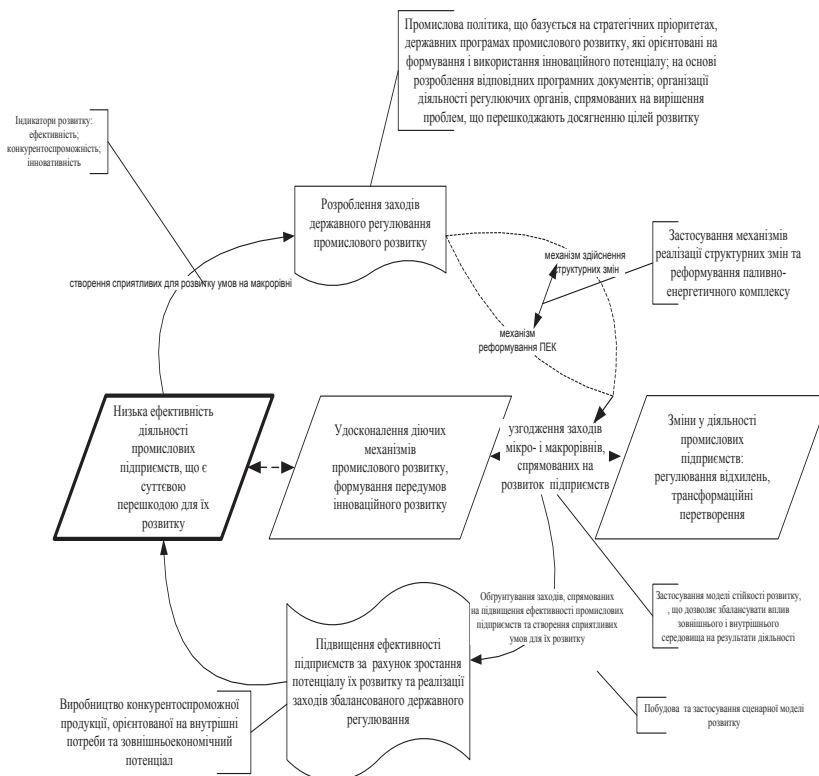 Промислова політика, що базується на стратегічних пріоритетах,
державних програмах промислового розвитку, які орієнтовані на
формування і використання інноваційного потенціалу; на основі
розроблення відповідних програмних документів; організації
діяльності регулюючих органів, спрямованих на вирішення
проблем, що перешкоджають досягненню цілей розвитку
Індикатори розвитку:
ефективність;
конкурентоспроможність;
інновативність
Розроблення заходів
державного регулювання
промислового розвитку
Застосування механізмів
реалізації структурних змін та
реформування паливно-
енергетичного комплексу
механізм здійснення
структурних змін
створення сприятливих для розвитку умов на макрорівні
механізм
реформування ПЕК
Низька ефективність
діяльності
промислових
підприємств, що є
суттєвою
перешкодою для їх
розвитку
Удосконалення діючих
механізмів
промислового розвитку,
формування передумов
інноваційного розвитку
узгодження заходів
мікро- і макрорівнів,
спрямованих на
розвиток підприємств
Зміни у діяльності
промислових
підприємств:
регулювання відхилень,
трансформаційні
перетворення
Обґрунтування заходів, спрямованих
на підвищення ефективності промислових
підприємств та створення сприятливих
умов для їх розвитку
Застосування моделі стійкості розвитку,
, що дозволяє збалансувати вплив
зовнішнього і внутрішнього
середовища на результати діяльності
Підвищення ефективності
підприємств за рахунок зростання
потенціалу їх розвитку та реалізації
заходів збалансованого державного
регулювання
Виробництво конкурентоспроможної
продукції, орієнтованої на внутрішні
потреби та зовнішньоекономічний
потенціал
Побудова та застосування сценарної моделі
розвитку